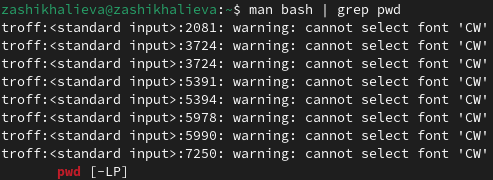 zashikhalieva@zashikhalieva:~$ man bash | grep pwd
troff:<standard input>:2081: warning: cannot select font 'CW'
troff:<standard input>:3724: warning: cannot select font 'CW'
troff:<standard input>:3724: warning: cannot select font 'CW'
troff:<standard input>:5391: warning: cannot select font 'CW'
troff:<standard input>:5394: warning: cannot select font 'CW'
troff:<standard input>:5978: warning: cannot select font 'CW'
troff:<standard input>:5990: warning: cannot select font 'CW'
troff:<standard input>:7250: warning: cannot select font 'CW'
pwd [-LP]